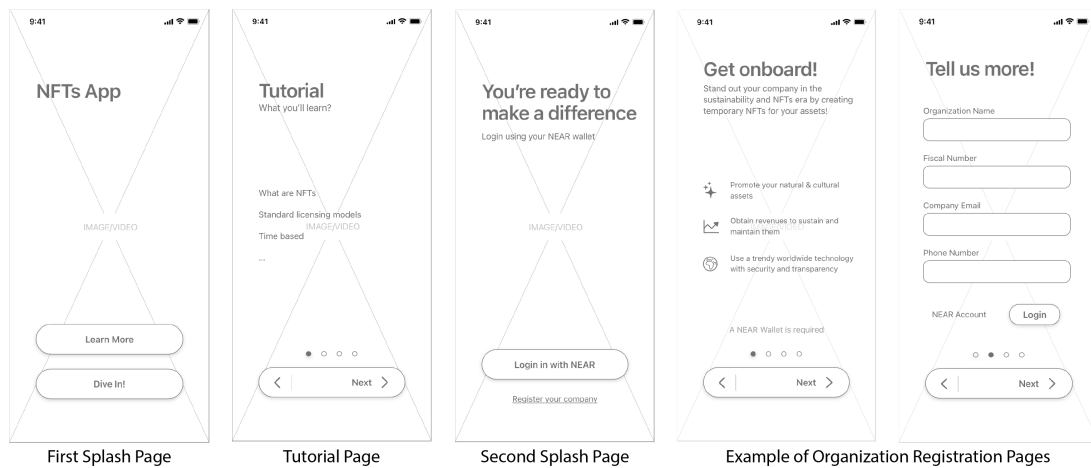 9:41
NFTs App
IMAGE/VIDEO
Learn More
Dive In!
First Splash Page
9:41
Tutorial
What you'll learn?
What are NFTs
Standard licensing models
IMAGE/VIDEO
Time based
...
Next
Tutorial Page
9:41
You're ready to
make a difference
Login using your NEAR wallet
IMAGE/VIDEO
Login in with NEAR
Register your company
Second Splash Page
9:41
Get onboard!
Stand out your company in the
sustainability and NFTs era by creating
temporary NFTs for your assets!
Promote your natural & cultural
assets
Obtain revenues to sustain and
maintain them
IMAGE/VIDEO
Use a trendy worldwide technology
with security and transparency
A NEAR Wallet is required
Next
9:41
Tell us more!
Organization Name
Fiscal Number
Company Email
Phone Number
NEAR Account
Login
Next
Example of Organization Registration Pages